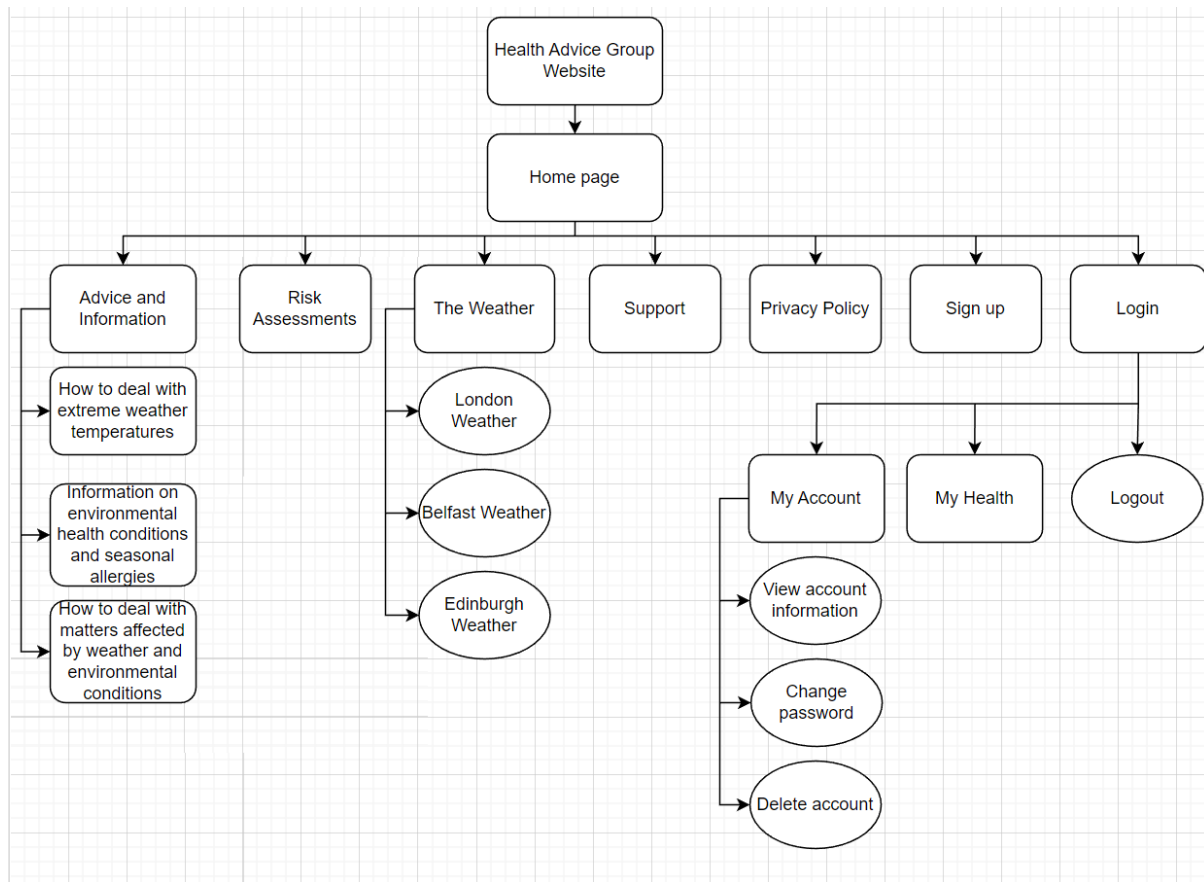 Health Advice Group
Website
Home page
Advice and
Information
Risk
Assessments
The Weather
Support
Privacy Policy
Sign up
Login
How to deal with
extreme weather
temperatures
Information on
environmental
health conditions
and seasonal
allergies
How to deal with
matters affected
by weather and
environmental
conditions
London
Weather
Belfast Weather
Edinburgh
Weather
My Account
My Health
Logout
View account
information
Change
password
Delete account